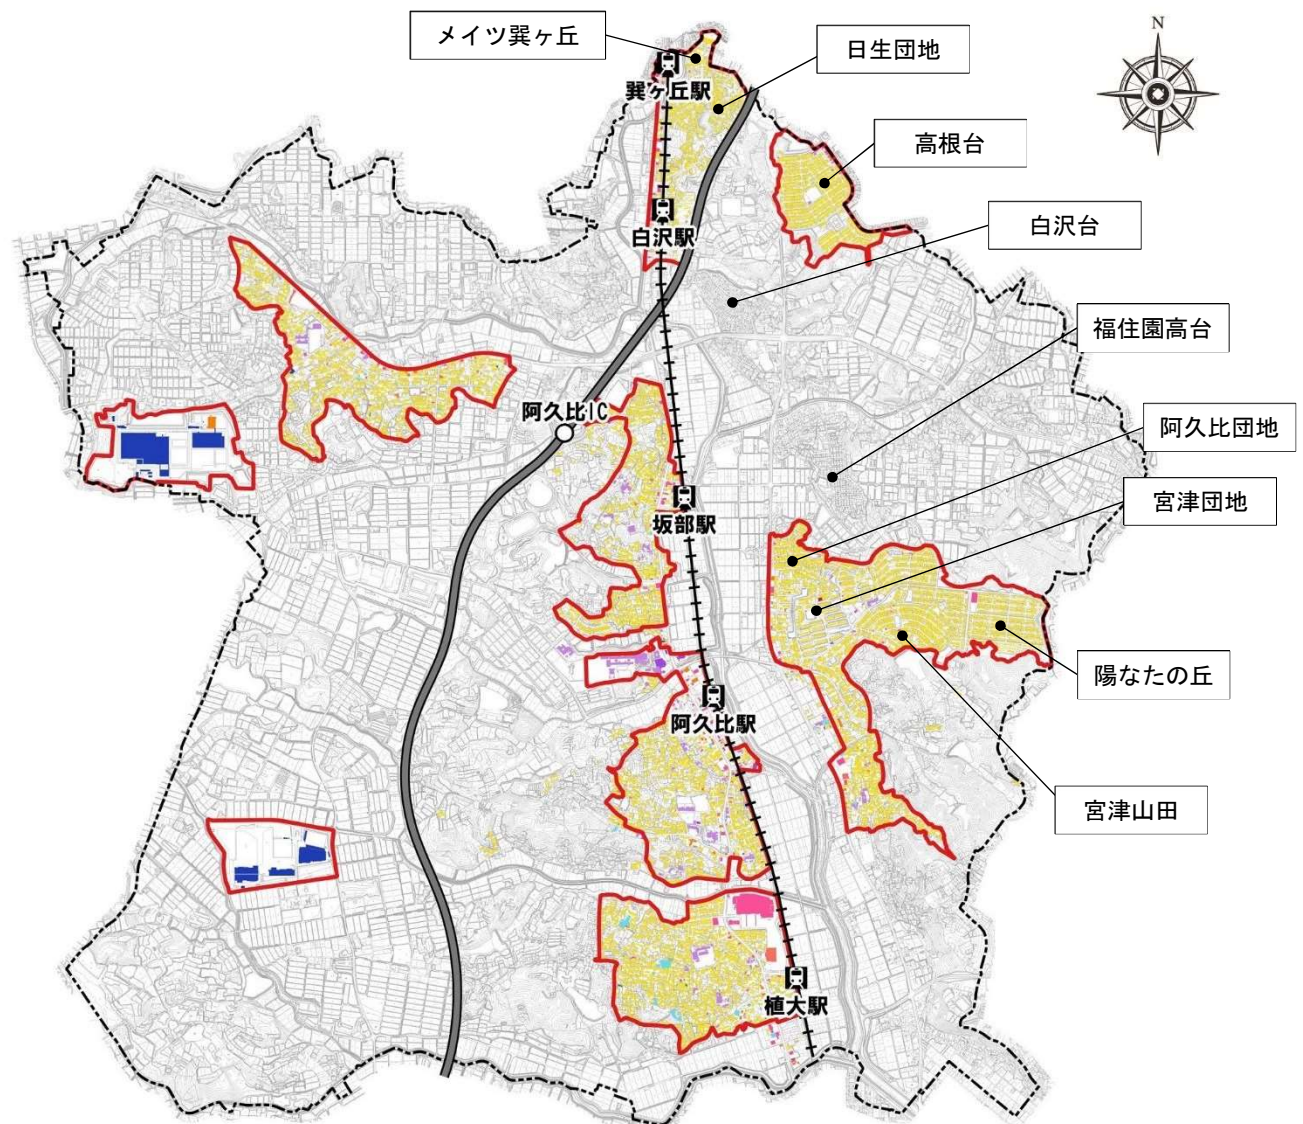 メイツ巽ヶ丘
日生団地
N
巽ヶ丘駅
高根台
白沢台
白沢駅
福住園高台
阿久比IC
阿久比団地
宮津団地
坂部駅
陽なたの丘
阿久比駅
宮津山田
植大駅